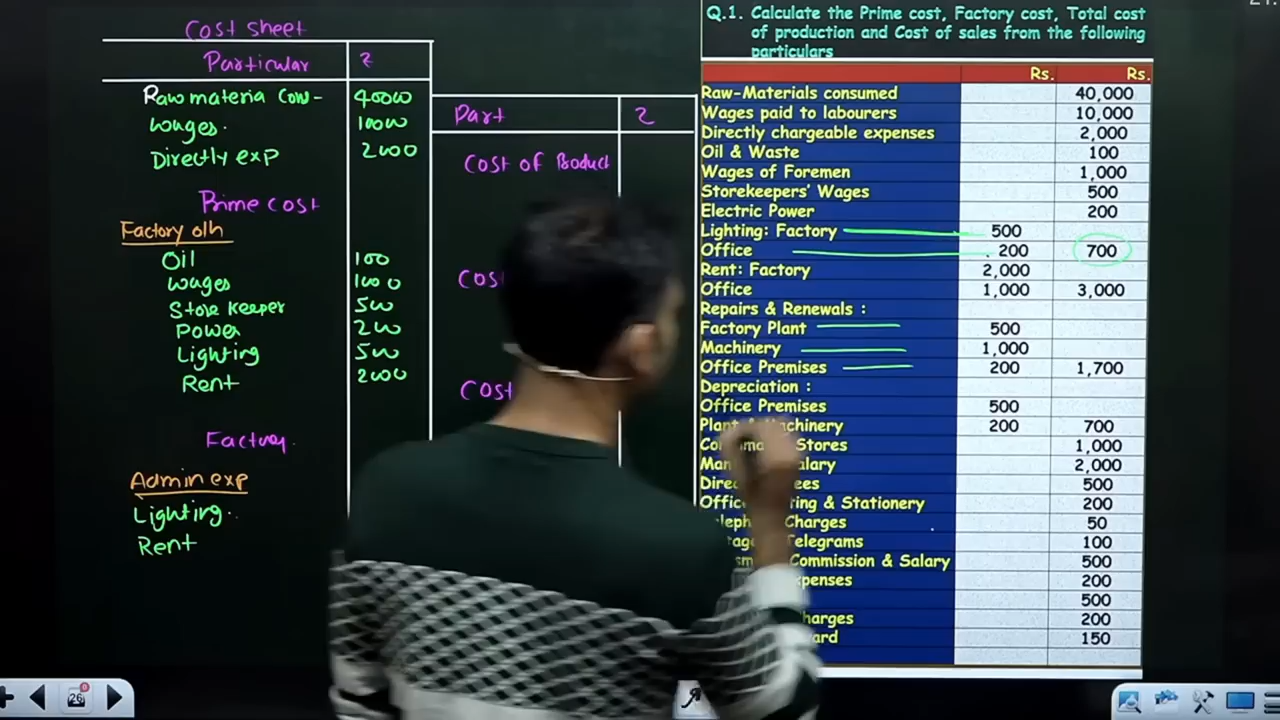 Cost sheet
Particular ₹
Raw materia Con- 40000
Wages. 10000
Directly exp 2000
Prime cost
Factory o/h
Oil 100
Wages 1000
Store keeper 500
Power 200
Lighting 500
Rent 2000
Factory.
Admin exp
Lighting.
Rent
Part ₹
Cost of Product
Cost
Cost
Q.1. Calculate the Prime cost, Factory cost, Total cost
of production and Cost of sales from the following
particulars
Rs. Rs.
Raw-Materials consumed 40,000
Wages paid to labourers 10,000
Directly chargeable expenses 2,000
Oil & Waste 100
Wages of Foremen 1,000
Storekeepers' Wages 500
Electric Power 200
Lighting: Factory 500
Office 200 700
Rent: Factory 2,000
Office 1,000 3,000
Repairs & Renewals :
Factory Plant 500
Machinery 1,000
Office Premises 200 1,700
Depreciation :
Office Premises 500
Plant & Machinery 200 700
Stores 1,000
2,000
500
& Stationery 200
Charges 50
Telegrams 100
Commission & Salary 500
200
500
200
150
26